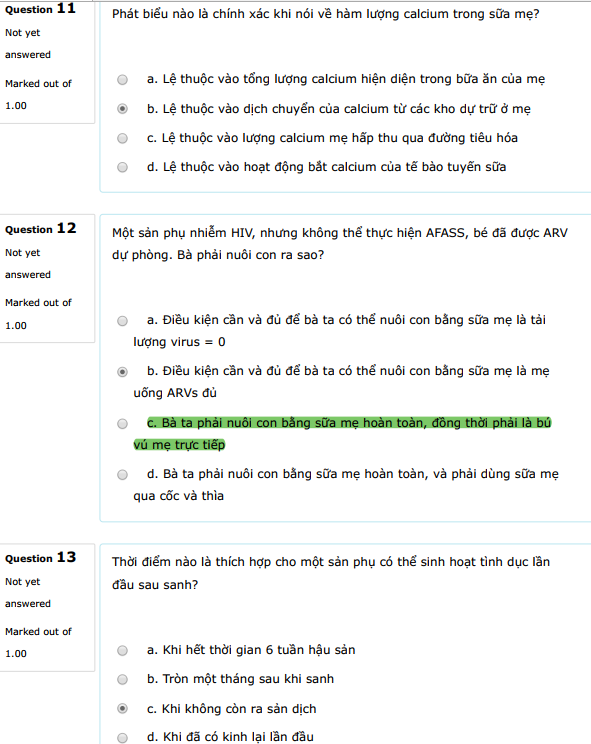 Question 11
Not yet
answered
Marked out of
1.00
Phát biểu nào là chính xác khi nói về hàm lượng calcium trong sữa mẹ?
a. Lệ thuộc vào tổng lượng calcium hiện diện trong bữa ăn của mẹ
b. Lệ thuộc vào dịch chuyển của calcium từ các kho dự trữ ở mẹ
c. Lệ thuộc vào lượng calcium mẹ hấp thu qua đường tiêu hóa
d. Lệ thuộc vào hoạt động bắt calcium của tế bào tuyến sữa
Question 12
Not yet
answered
Marked out of
1.00
Một sản phụ nhiễm HIV, nhưng không thể thực hiện AFASS, bé đã được ARV
dự phòng. Bà phải nuôi con ra sao?
a. Điều kiện cần và đủ để bà ta có thể nuôi con bằng sữa mẹ là tải
lượng virus = 0
b. Điều kiện cần và đủ để bà ta có thể nuôi con bằng sữa mẹ là mẹ
uống ARVs đủ
c. Bà ta phải nuôi con bằng sữa mẹ hoàn toàn, đồng thời phải là bú
vú mẹ trực tiếp
d. Bà ta phải nuôi con bằng sữa mẹ hoàn toàn, và phải dùng sữa mẹ
qua cốc và thìa
Question 13
Not yet
answered
Marked out of
1.00
Thời điểm nào là thích hợp cho một sản phụ có thể sinh hoạt tình dục lần
đầu sau sanh?
a. Khi hết thời gian 6 tuần hậu sản
b. Tròn một tháng sau khi sanh
c. Khi không còn ra sản dịch
d. Khi đã có kinh lại lần đầu